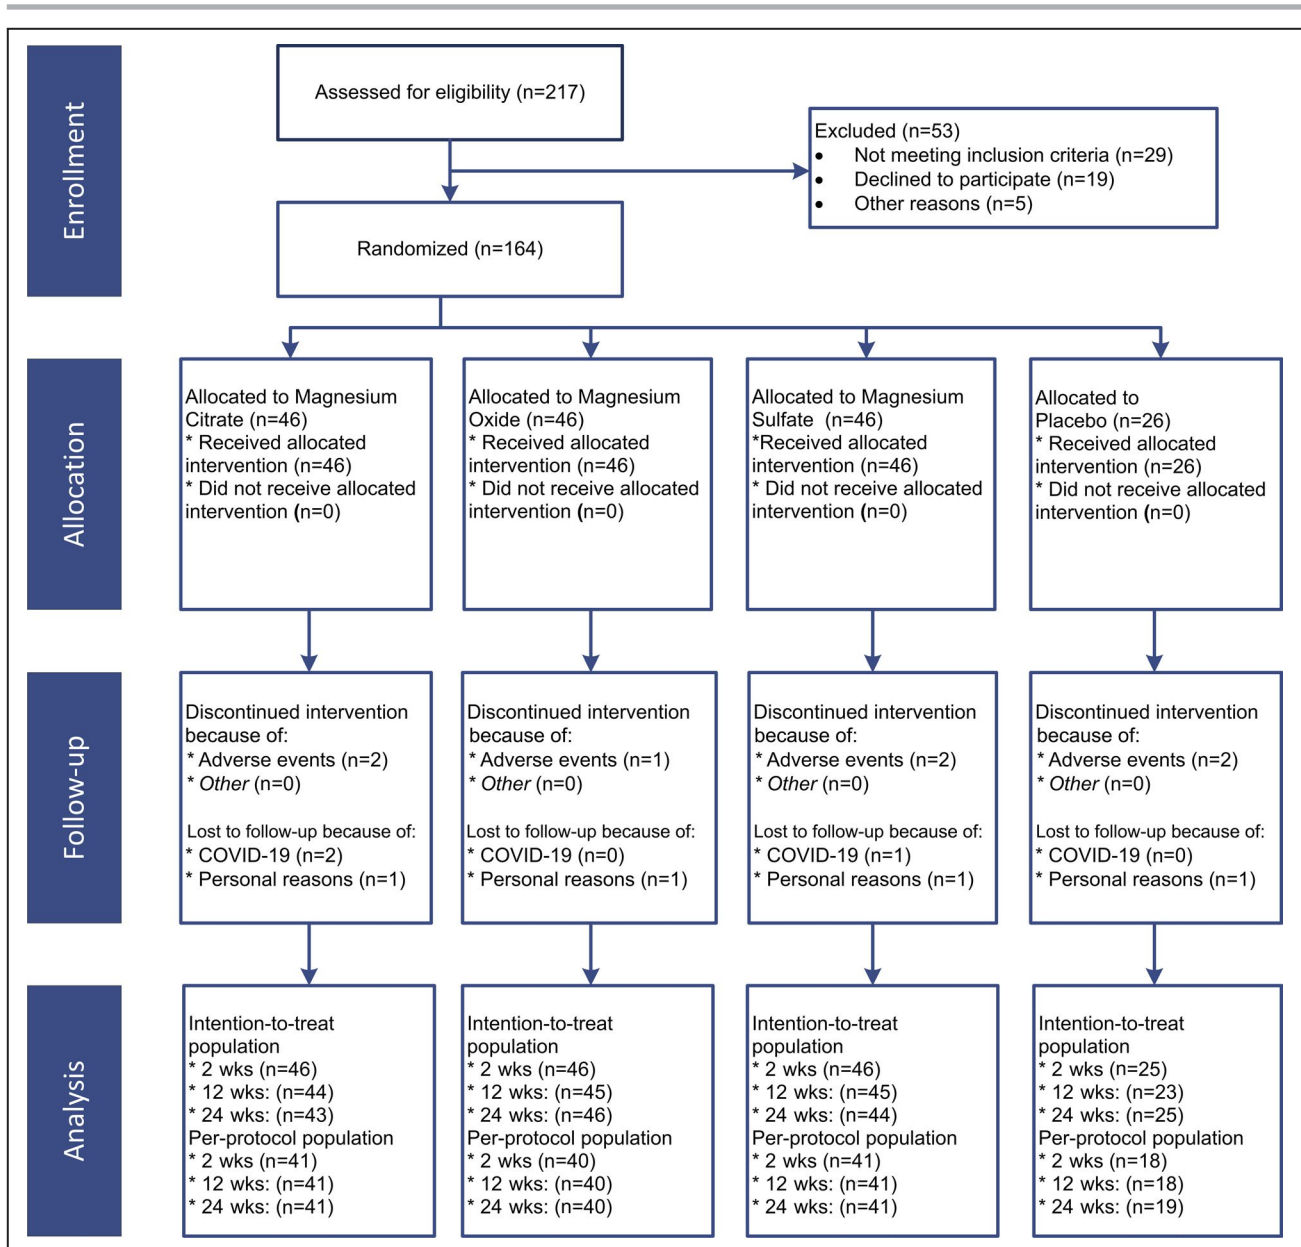 Enrollment
Assessed for eligibility (n=217)
Excluded (n=53)
• Not meeting inclusion criteria (n=29)
• Declined to participate (n=19)
• Other reasons (n=5)
Randomized (n=164)
Allocation
Allocated to Magnesium
Citrate (n=46)
* Received allocated
intervention (n=46)
* Did not receive allocated
intervention (n=0)
Allocated to Magnesium
Oxide (n=46)
* Received allocated
intervention (n=46)
* Did not receive allocated
intervention (n=0)
Allocated to Magnesium
Sulfate (n=46)
*Received allocated
intervention (n=46)
* Did not receive allocated
intervention (n=0)
Allocated to
Placebo (n=26)
* Received allocated
intervention (n=26)
* Did not receive allocated
intervention (n=0)
Follow-up
Discontinued intervention
because of:
* Adverse events (n=2)
* Other (n=0)
Lost to follow-up because of:
* COVID-19 (n=2)
* Personal reasons (n=1)
Discontinued intervention
because of:
* Adverse events (n=1)
* Other (n=0)
Lost to follow-up because of:
* COVID-19 (n=0)
* Personal reasons (n=1)
Discontinued intervention
because of:
* Adverse events (n=2)
* Other (n=0)
Lost to follow-up because of:
* COVID-19 (n=1)
* Personal reasons (n=1)
Discontinued intervention
because of:
* Adverse events (n=2)
* Other (n=0)
Lost to follow-up because of:
* COVID-19 (n=0)
* Personal reasons (n=1)
Analysis
Intention-to-treat
population
* 2 wks (n=46)
* 12 wks: (n=44)
* 24 wks: (n=43)
Per-protocol population
* 2 wks (n=41)
* 12 wks: (n=41)
* 24 wks: (n=41)
Intention-to-treat
population
* 2 wks (n=46)
* 12 wks: (n=45)
* 24 wks: (n=46)
Per-protocol population
* 2 wks (n=40)
* 12 wks: (n=40)
* 24 wks: (n=40)
Intention-to-treat
population
* 2 wks (n=46)
* 12 wks: (n=45)
* 24 wks: (n=44)
Per-protocol population
* 2 wks (n=41)
* 12 wks: (n=41)
* 24 wks: (n=41)
Intention-to-treat
population
* 2 wks (n=25)
* 12 wks: (n=23)
* 24 wks: (n=25)
Per-protocol population
* 2 wks (n=18)
* 12 wks: (n=18)
* 24 wks: (n=19)